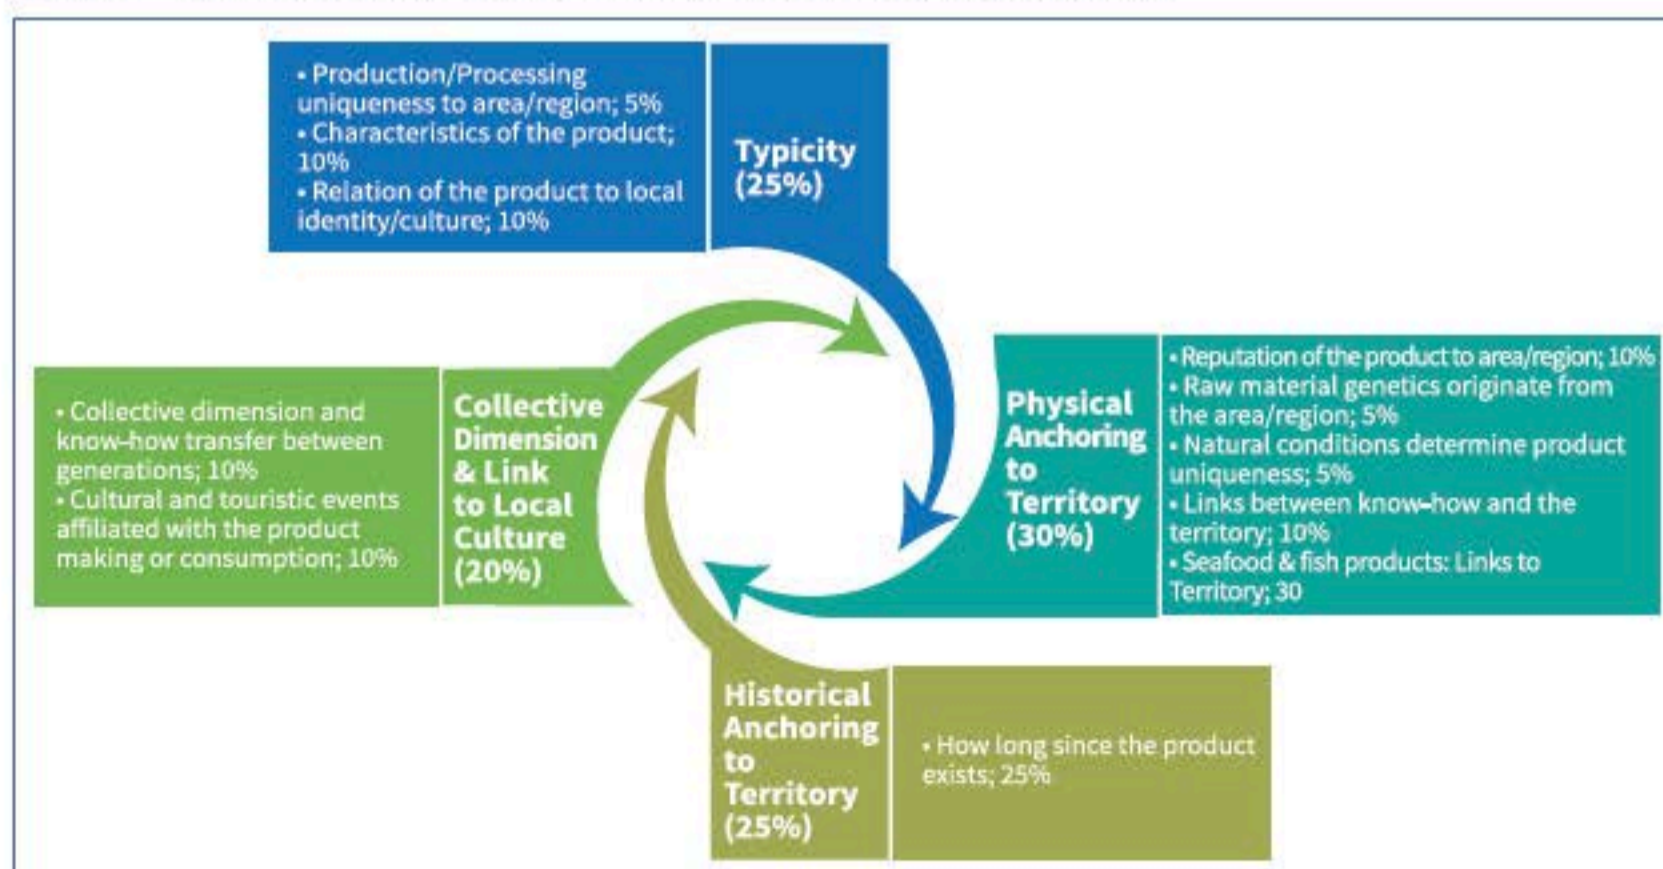 • Production/Processing
uniqueness to area/region; 5%
• Characteristics of the product;
10%
• Relation of the product to local
identity/culture; 10%
Typicity
(25%)
• Collective dimension and
know-how transfer between
generations; 10%
• Cultural and touristic events
affiliated with the product
making or consumption; 10%
Collective
Dimension
& Link
to Local
Culture
(20%)
Physical
Anchoring
to
Territory
(30%)
• Reputation of the product to area/region; 10%
• Raw material genetics originate from
the area/region; 5%
• Natural conditions determine product
uniqueness; 5%
• Links between know-how and the
territory; 10%
• Seafood & fish products: Links to
Territory; 30
Historical
Anchoring
to
Territory
(25%)
• How long since the product
exists; 25%